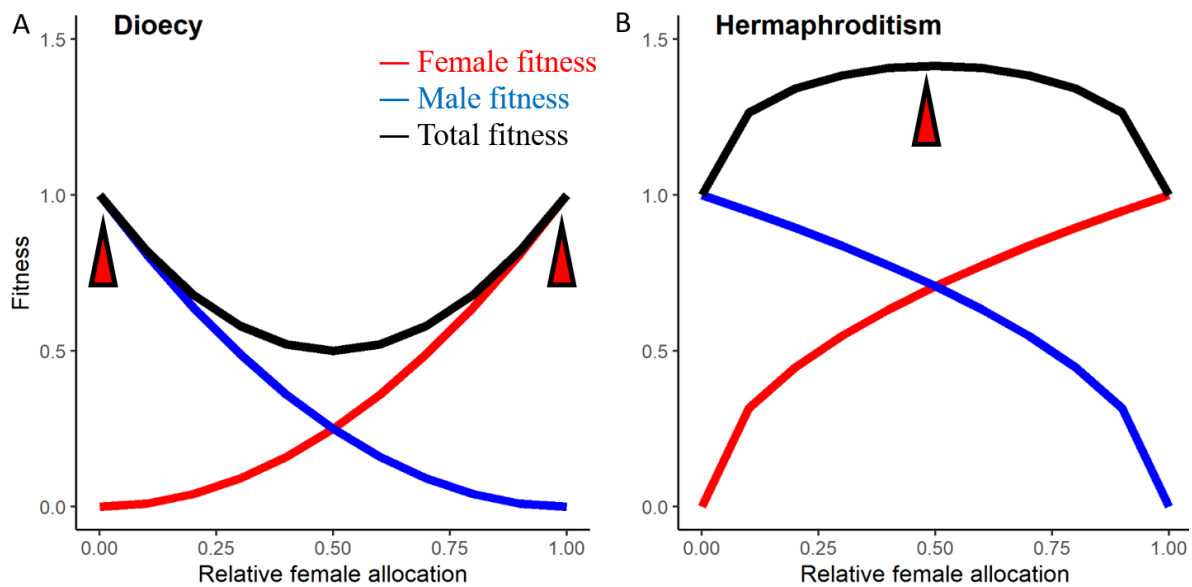 A
Dioecy
1.5
1.0
0.5
0.0
Fitness
Female fitness
Male fitness
Total fitness
0.00 0.25 0.50 0.75 1.00
Relative female allocation
B
Hermaphroditism
1.5
1.0
0.5
0.0
0.00 0.25 0.50 0.75 1.00
Relative female allocation